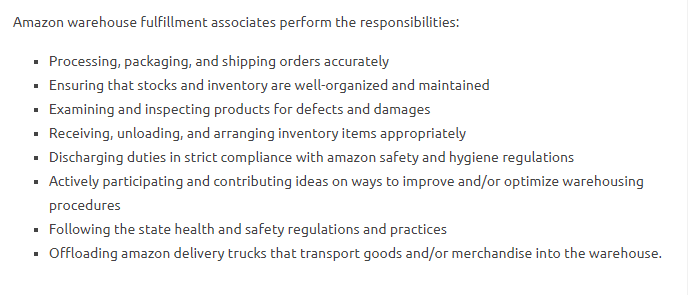 Amazon warehouse fulfillment associates perform the responsibilities:
▪ Processing, packaging, and shipping orders accurately
▪ Ensuring that stocks and inventory are well-organized and maintained
▪ Examining and inspecting products for defects and damages
▪ Receiving, unloading, and arranging inventory items appropriately
▪ Discharging duties in strict compliance with amazon safety and hygiene regulations
▪ Actively participating and contributing ideas on ways to improve and/or optimize warehousing
procedures
▪ Following the state health and safety regulations and practices
▪ Offloading amazon delivery trucks that transport goods and/or merchandise into the warehouse.